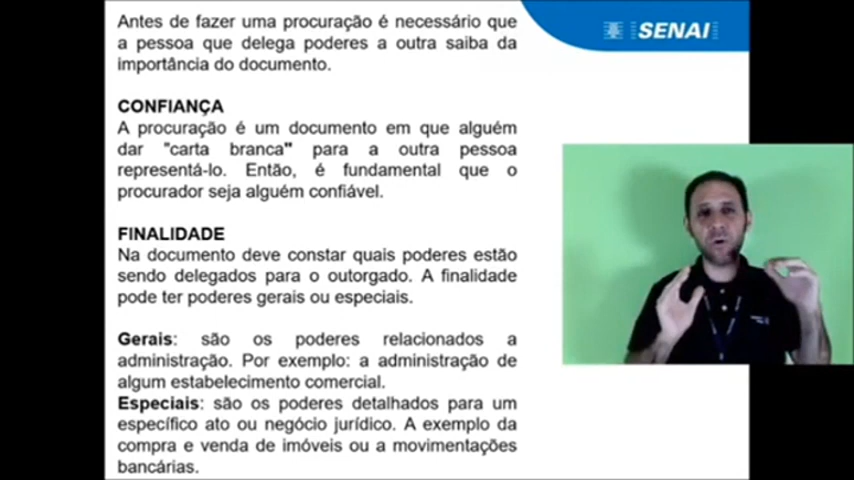 Antes de fazer uma procuração é necessário que
a pessoa que delega poderes a outra saiba da
importância do documento.
CONFIANÇA
A procuração é um documento em que alguém
dar "carta branca" para a outra pessoa
representá-lo. Então, é fundamental que o
procurador seja alguém confiável.
FINALIDADE
Na documento deve constar quais poderes estão
sendo delegados para o outorgado. A finalidade
pode ter poderes gerais ou especiais.
Gerais: são os poderes relacionados a
administração. Por exemplo: a administração de
algum estabelecimento comercial.
Especiais: são os poderes detalhados para um
específico ato ou negócio jurídico. A exemplo da
compra e venda de imóveis ou a movimentações
bancárias.
SENAI